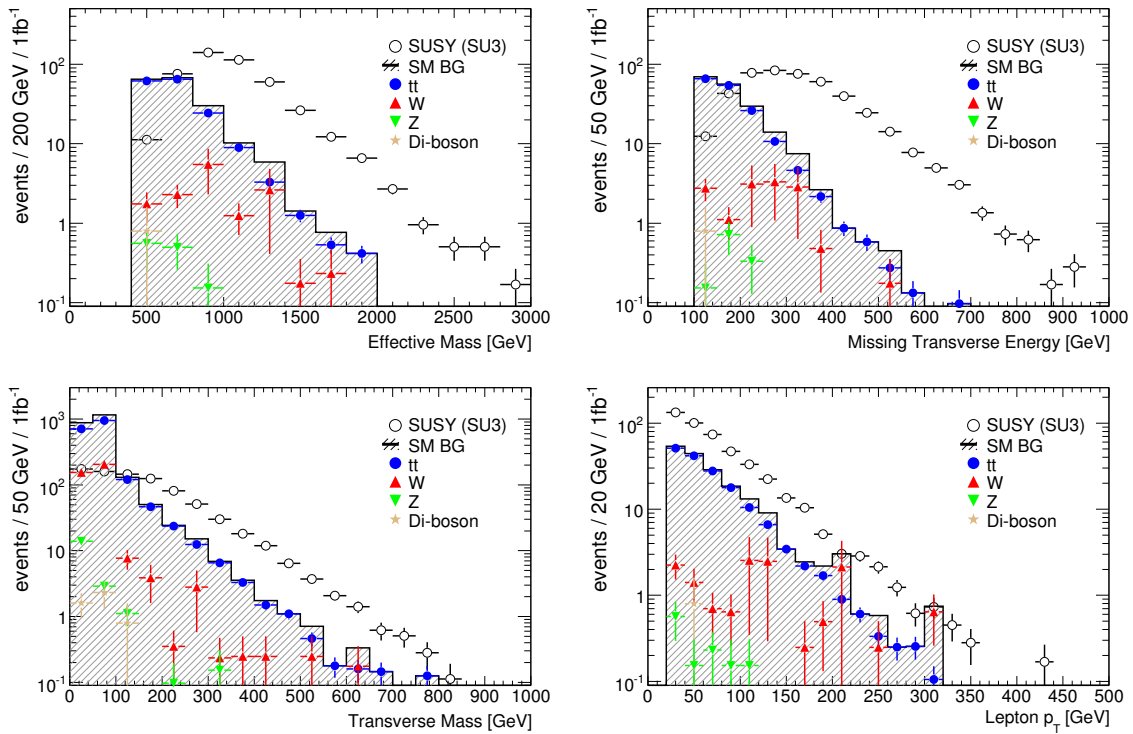 events / 200 GeV / 1fb⁻¹
10²
10
1
10⁻¹
0 500 1000 1500 2000 2500 3000
Effective Mass [GeV]
SUSY (SU3)
SM BG
tt
W
Z
Di-boson
events / 50 GeV / 1fb⁻¹
10²
10
1
10⁻¹
0 100 200 300 400 500 600 700 800 900 1000
Missing Transverse Energy [GeV]
SUSY (SU3)
SM BG
tt
W
Z
Di-boson
events / 50 GeV / 1fb⁻¹
10³
10²
10
1
10⁻¹
0 100 200 300 400 500 600 700 800 900 1000
Transverse Mass [GeV]
SUSY (SU3)
SM BG
tt
W
Z
Di-boson
events / 20 GeV / 1fb⁻¹
10²
10
1
10⁻¹
0 50 100 150 200 250 300 350 400 450 500
Lepton p_T [GeV]
SUSY (SU3)
SM BG
tt
W
Z
Di-boson